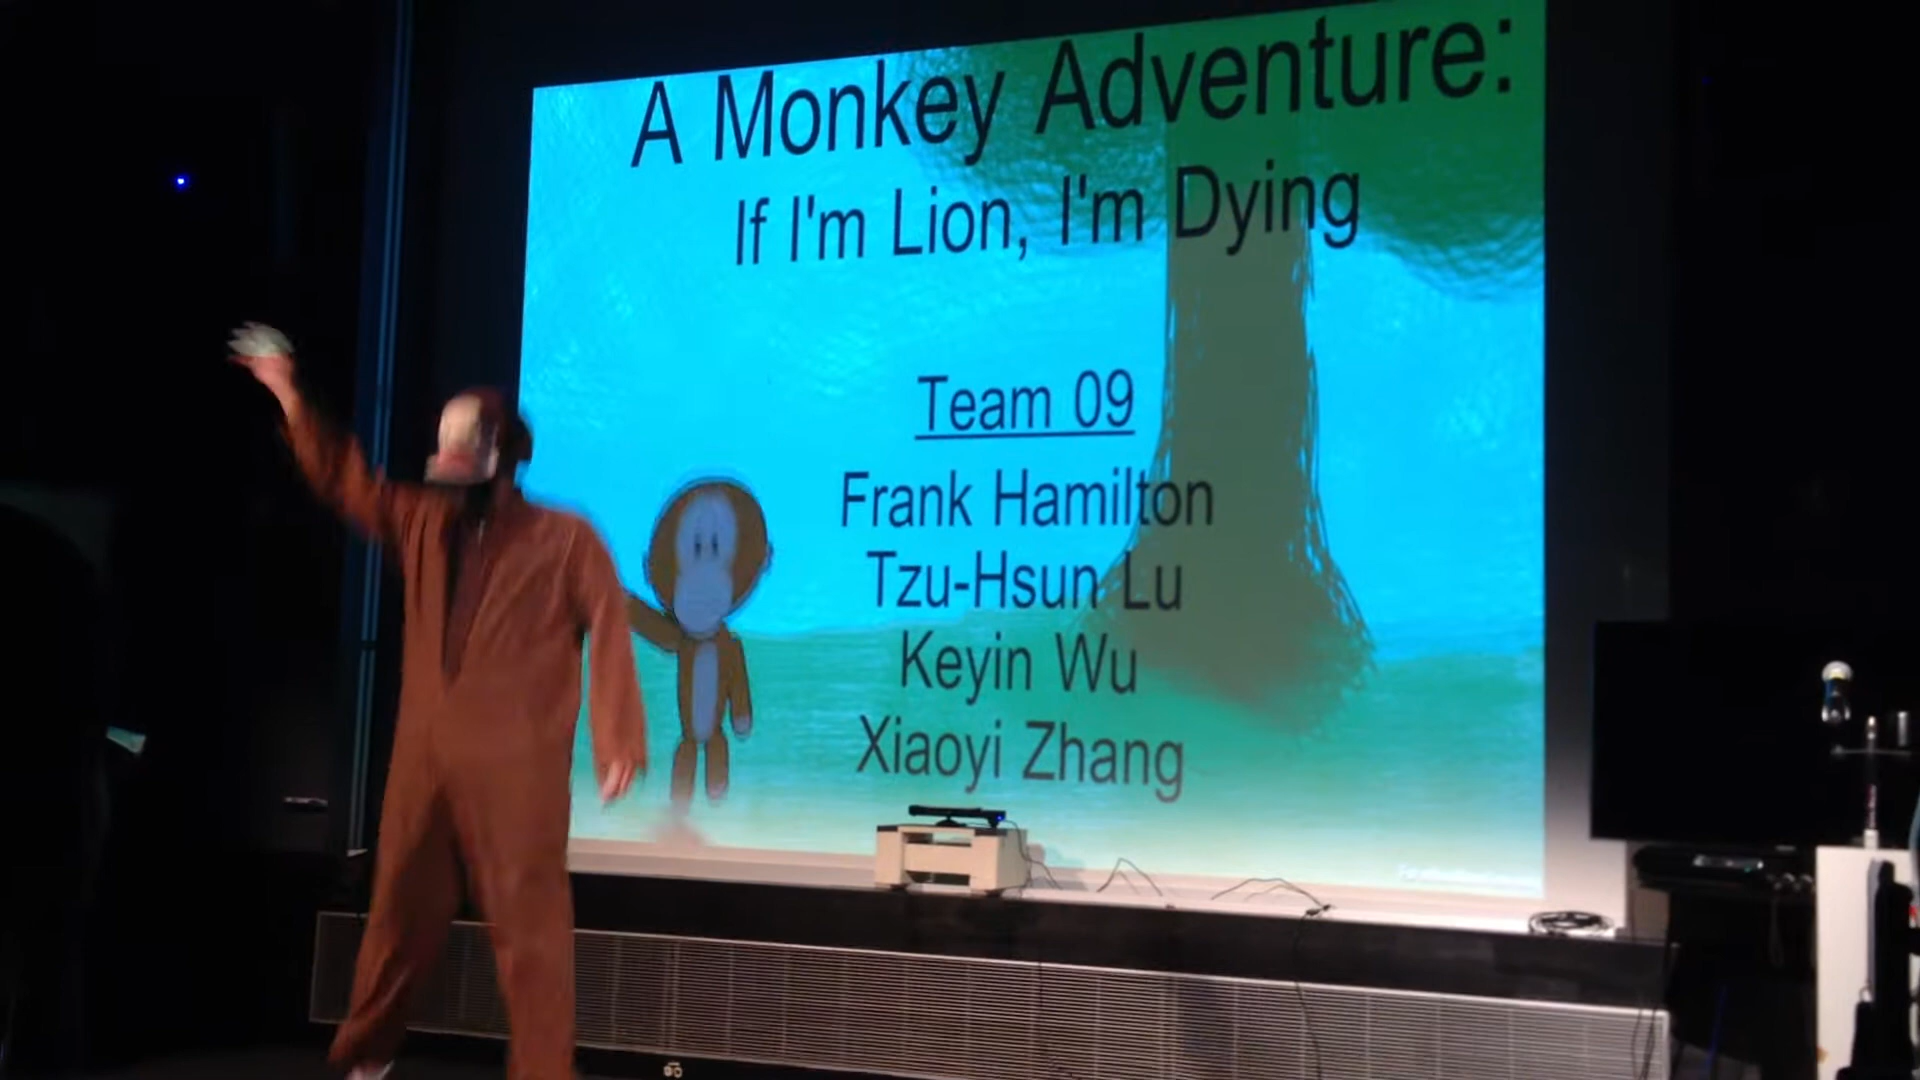 A Monkey Adventure:
If I'm Lion, I'm Dying
Team 09
Frank Hamilton
Tzu-Hsun Lu
Keyin Wu
Xiaoyi Zhang